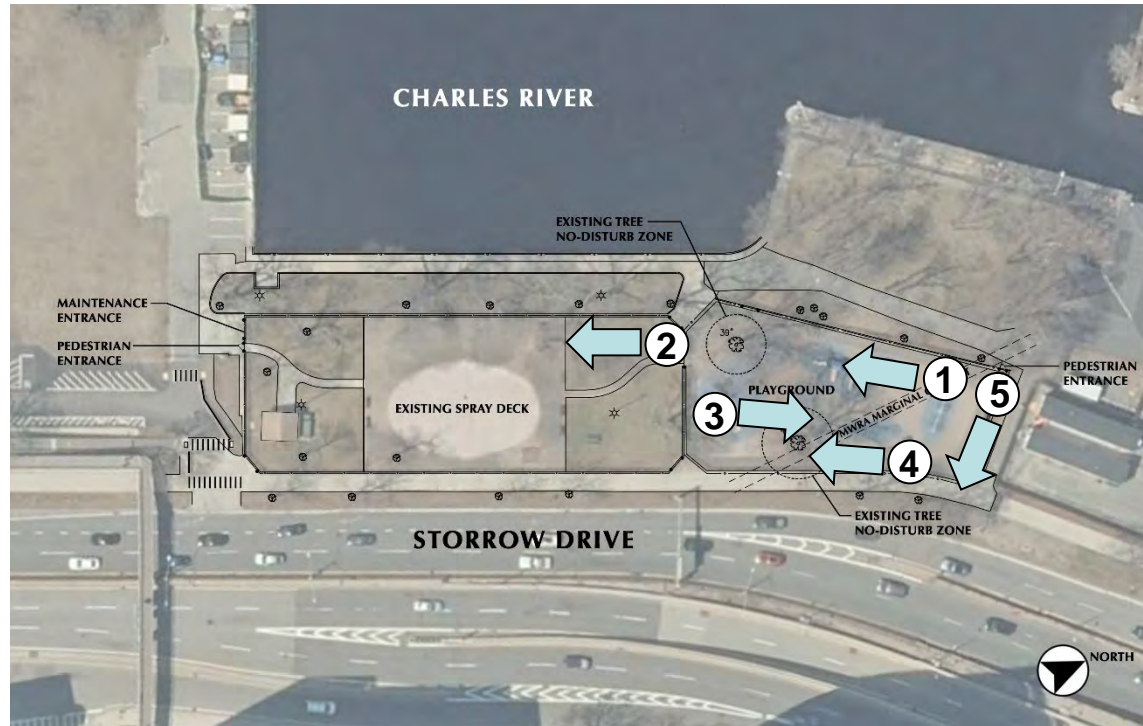 CHARLES RIVER
EXISTING TREE
NO-DISTURB ZONE
MAINTENANCE
ENTRANCE
PEDESTRIAN
ENTRANCE
39"
2
1
PEDESTRIAN
ENTRANCE
5
PLAYGROUND
EXISTING SPRAY DECK
3
MWRA MARGINAL
4
EXISTING TREE
NO-DISTURB ZONE
STORROW DRIVE
NORTH